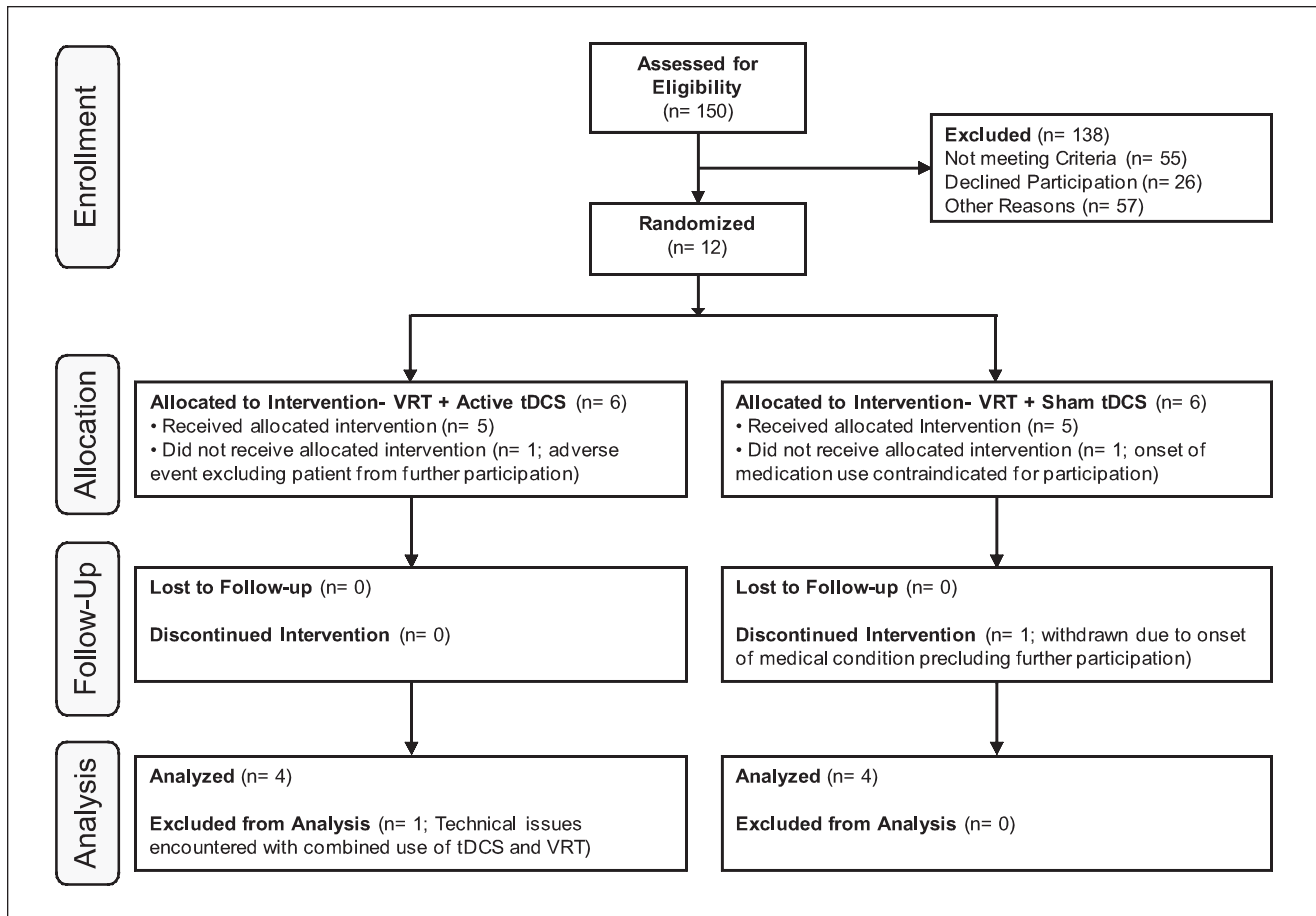 Enrollment
Assessed for
Eligibility
(n= 150)
Excluded (n= 138)
Not meeting Criteria (n= 55)
Declined Participation (n= 26)
Other Reasons (n= 57)
Randomized
(n= 12)
Allocation
Allocated to Intervention- VRT + Active tDCS (n= 6)
• Received allocated intervention (n= 5)
• Did not receive allocated intervention (n= 1; adverse
event excluding patient from further participation)
Allocated to Intervention- VRT + Sham tDCS (n= 6)
• Received allocated Intervention (n= 5)
• Did not receive allocated intervention (n= 1; onset of
medication use contraindicated for participation)
Follow-Up
Lost to Follow-up (n= 0)
Discontinued Intervention (n= 0)
Lost to Follow-up (n= 0)
Discontinued Intervention (n= 1; withdrawn due to onset
of medical condition precluding further participation)
Analysis
Analyzed (n= 4)
Excluded from Analysis (n= 1; Technical issues
encountered with combined use of tDCS and VRT)
Analyzed (n= 4)
Excluded from Analysis (n= 0)